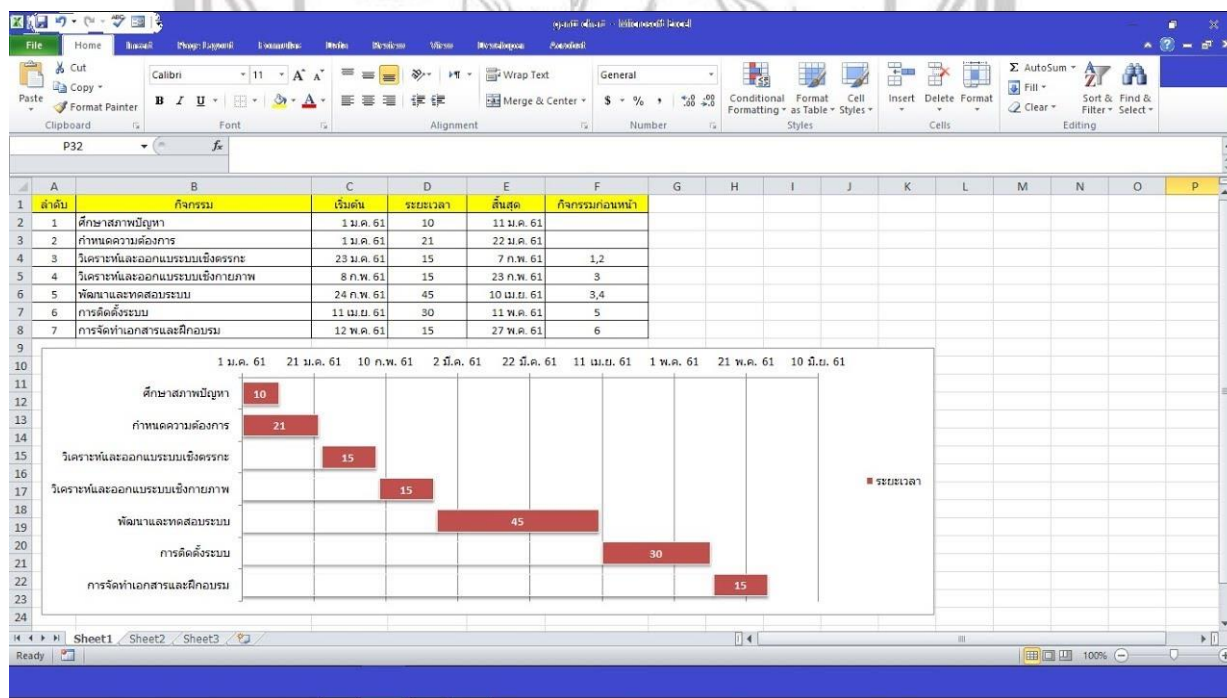 Microsoft Excel
File Home Insert Page Layout Formulas Data Review View Developer Acrobat
Cut
Copy
Format Painter
Paste
Calibri 11
B I U
Wrap Text
Merge & Center
General
$ % ,
Conditional Formatting
Format as Table
Cell Styles
Insert Delete Format
Σ AutoSum
Fill
Clear
Sort & Filter
Find & Select
Clipboard Font Alignment Number Styles Cells Editing
P32 fx
A B C D E F G H I J K L M N O P
1 ลำดับ กิจกรรม เริ่มต้น ระยะเวลา สิ้นสุด กิจกรรมก่อนหน้า
2 1 ศึกษาสภาพปัญหา 1 ม.ค. 61 10 11 ม.ค. 61
3 2 กำหนดความต้องการ 1 ม.ค. 61 21 22 ม.ค. 61
4 3 วิเคราะห์และออกแบบระบบเชิงตรรกะ 23 ม.ค. 61 15 7 ก.พ. 61 1,2
5 4 วิเคราะห์และออกแบบระบบเชิงกายภาพ 8 ก.พ. 61 15 23 ก.พ. 61 3
6 5 พัฒนาและทดสอบระบบ 24 ก.พ. 61 45 10 เม.ย. 61 3,4
7 6 การติดตั้งระบบ 11 เม.ย. 61 30 11 พ.ค. 61 5
8 7 การจัดทำเอกสารและฝึกอบรม 12 พ.ค. 61 15 27 พ.ค. 61 6
9
10
11
12
13
14
15
16
17
18
19
20
21
22
23
24
1 ม.ค. 61 21 ม.ค. 61 10 ก.พ. 61 2 มี.ค. 61 22 มี.ค. 61 11 เม.ย. 61 1 พ.ค. 61 21 พ.ค. 61 10 มิ.ย. 61
ศึกษาสภาพปัญหา 10
กำหนดความต้องการ 21
วิเคราะห์และออกแบบระบบเชิงตรรกะ 15
วิเคราะห์และออกแบบระบบเชิงกายภาพ 15
ระยะเวลา
พัฒนาและทดสอบระบบ 45
การติดตั้งระบบ 30
การจัดทำเอกสารและฝึกอบรม 15
Sheet1 Sheet2 Sheet3
Ready 100%